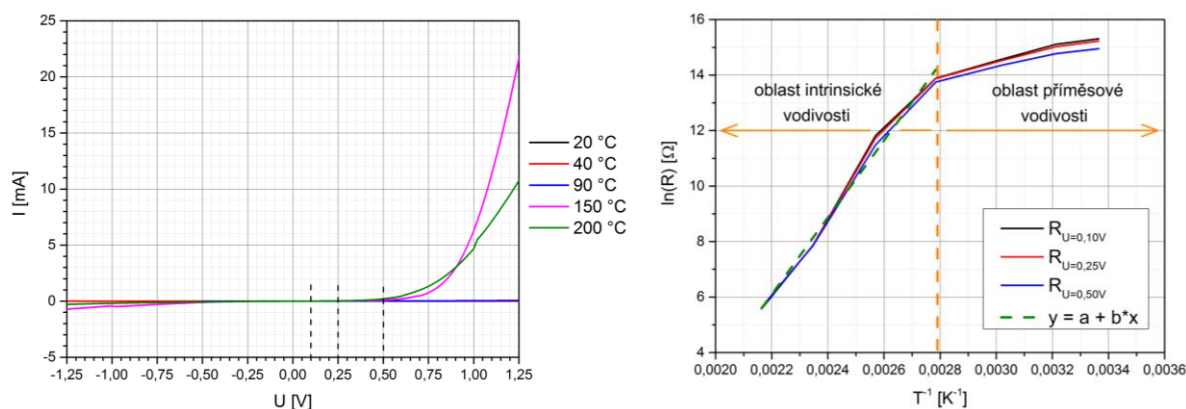 25
20
15
10
5
0
-5
I [mA]
-1,25 -1,00 -0,75 -0,50 -0,25 0,00 0,25 0,50 0,75 1,00 1,25
U [V]
20 °C
40 °C
90 °C
150 °C
200 °C
16
14
12
10
8
6
4
ln(R) [Ω]
oblast intrinsické
vodivosti
oblast příměsové
vodivosti
R U=0,10V
R U=0,25V
R U=0,50V
y = a + b*x
0,0020 0,0022 0,0024 0,0026 0,0028 0,0030 0,0032 0,0034 0,0036
T⁻¹ [K⁻¹]